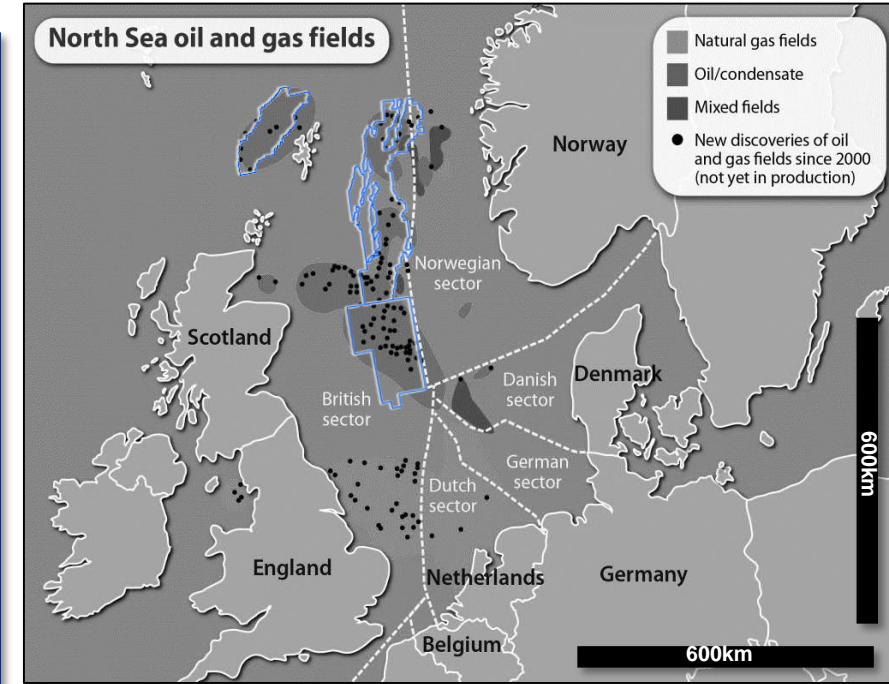 North Sea oil and gas fields
Natural gas fields
Oil/condensate
Mixed fields
New discoveries of oil
and gas fields since 2000
(not yet in production)
Norway
Norwegian
sector
Scotland
British
sector
Danish
sector
Denmark
German
sector
Dutch
sector
600km
England
Netherlands
Germany
Belgium
600km